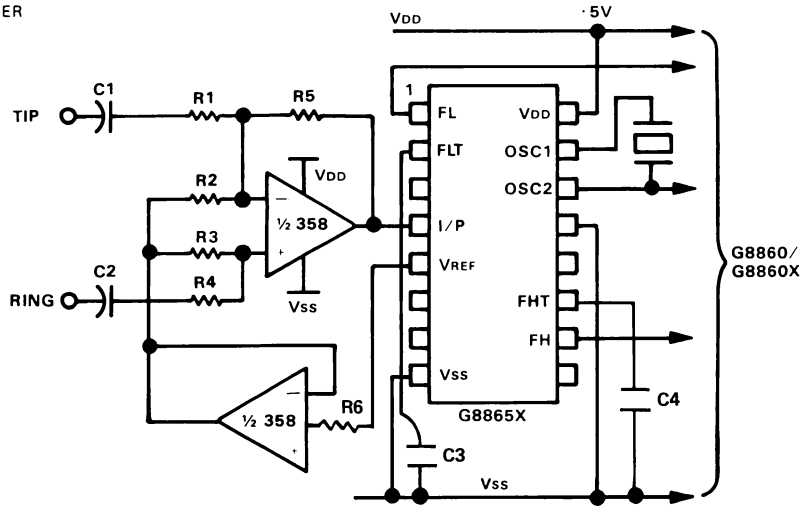 ER
VDD
· 5V
C1
R1
R5
1
TIP
FL
VDD
FLT
OSC1
VDD
R2
OSC2
−
½ 358
I/P
R3
+
C2
R4
VREF
G8860/
G8860X
RING
VSS
FHT
FH
VSS
−
½ 358
R6
+
G8865X
C4
C3
VSS